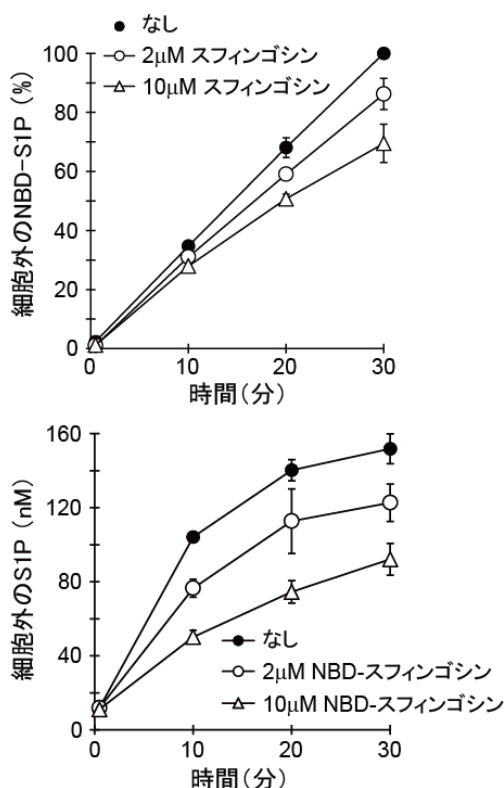 なし
2μM スフィンゴシン
10μM スフィンゴシン
細胞外のNBD-S1P (%)
100
80
60
40
20
0
0 10 20 30
時間(分)
細胞外のS1P (nM)
160
120
80
40
0
なし
2μM NBD-スフィンゴシン
10μM NBD-スフィンゴシン
0 10 20 30
時間(分)